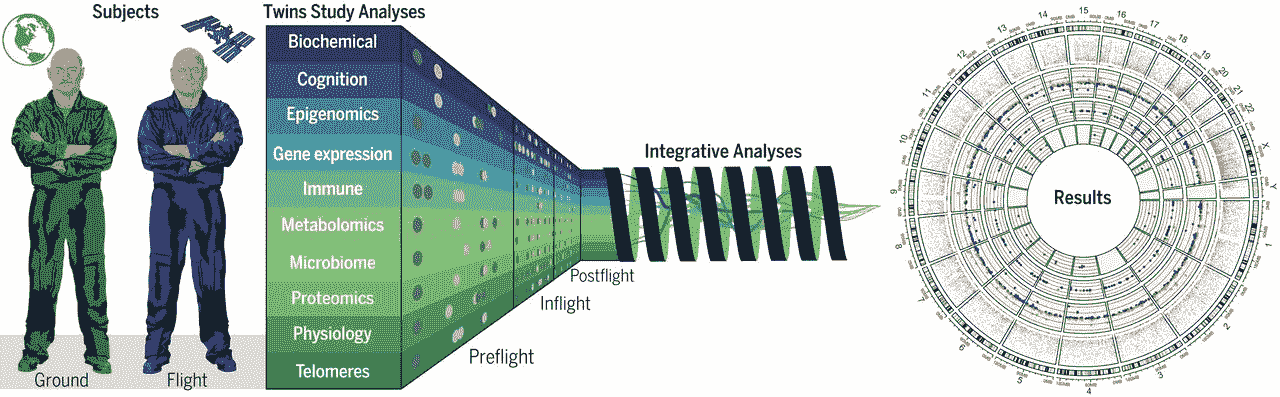 Subjects
Ground
Flight
Twins Study Analyses
Biochemical
Cognition
Epigenomics
Gene expression
Immune
Metabolomics
Microbiome
Proteomics
Physiology
Telomeres
Preflight
Inflight
Postflight
Integrative Analyses
Results
1
2
3
4
5
6
7
8
9
10
11
12
13
14
15
16
17
18
19
20
21
22
X
Y